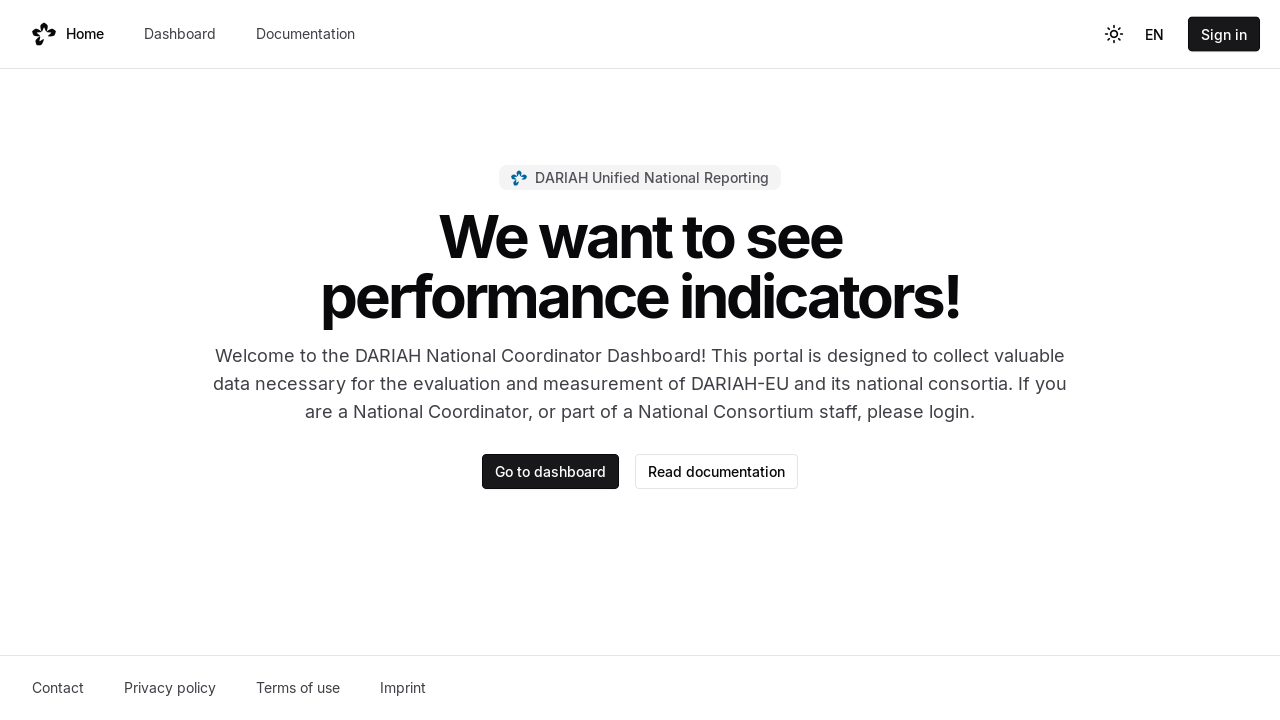 Home
Dashboard
Documentation
EN
Sign in
DARIAH Unified National Reporting
We want to see
performance indicators!
Welcome to the DARIAH National Coordinator Dashboard! This portal is designed to collect valuable
data necessary for the evaluation and measurement of DARIAH-EU and its national consortia. If you
are a National Coordinator, or part of a National Consortium staff, please login.
Go to dashboard
Read documentation
Contact
Privacy policy
Terms of use
Imprint